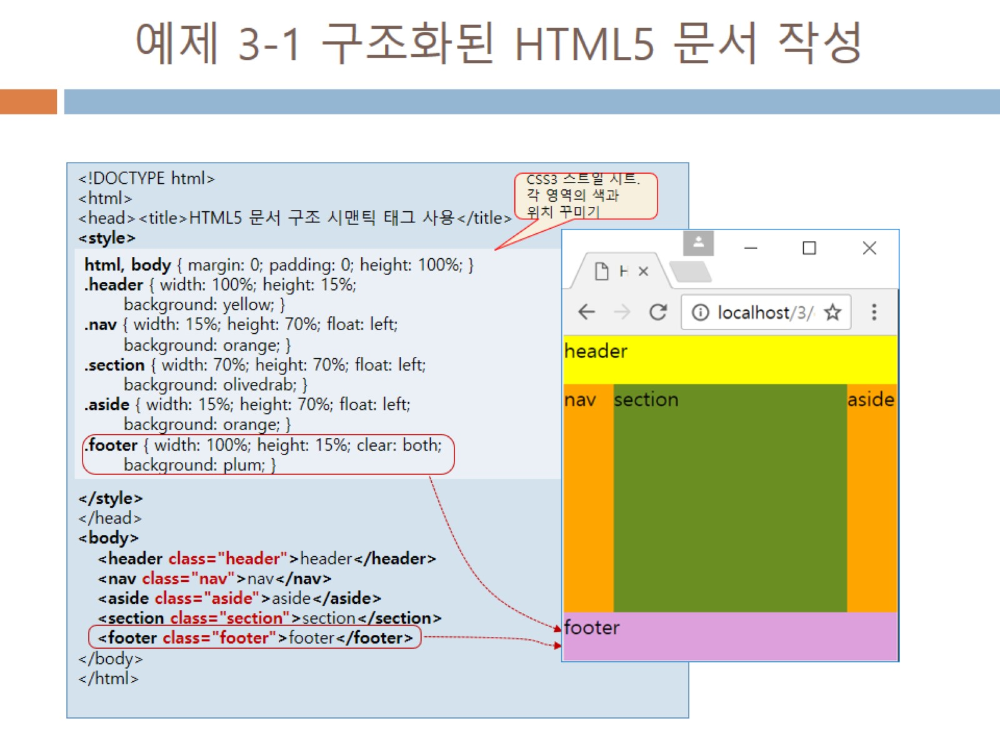 예제 3-1 구조화된 HTML5 문서 작성
<!DOCTYPE html>
<html>
<head><title>HTML5 문서 구조 시맨틱 태그 사용</title>
<style>
html, body { margin: 0; padding: 0; height: 100%; }
.header { width: 100%; height: 15%;
background: yellow; }
.nav { width: 15%; height: 70%; float: left;
background: orange; }
.section { width: 70%; height: 70%; float: left;
background: olivedrab; }
.aside { width: 15%; height: 70%; float: left;
background: orange; }
.footer { width: 100%; height: 15%; clear: both;
background: plum; }
</style>
</head>
<body>
<header class="header">header</header>
<nav class="nav">nav</nav>
<aside class="aside">aside</aside>
<section class="section">section</section>
<footer class="footer">footer</footer>
</body>
</html>
CSS3 스트일 시트.
각 영역의 색과
위치 꾸미기
H
localhost/3/
header
nav section aside
footer